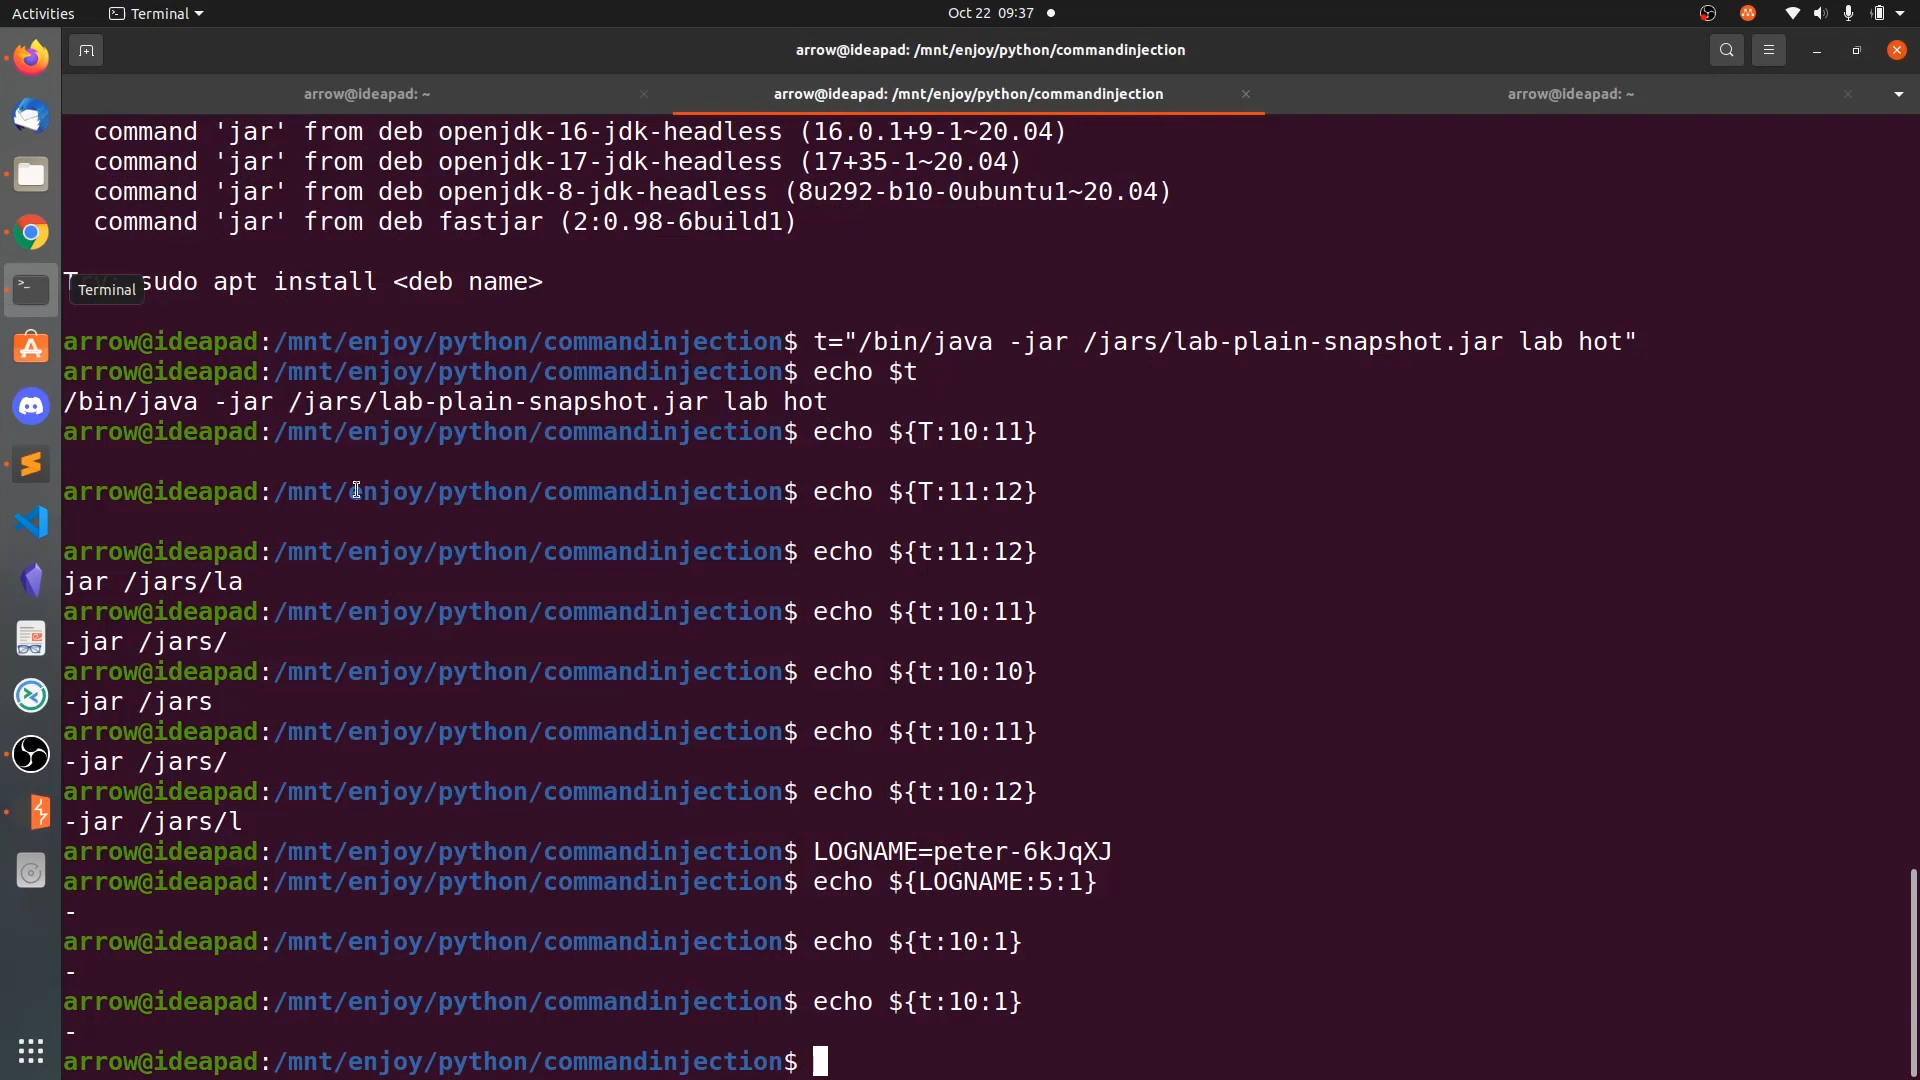 Activities
Terminal
Oct 22 09:37
arrow@ideapad: /mnt/enjoy/python/commandinjection
arrow@ideapad: ~
arrow@ideapad: /mnt/enjoy/python/commandinjection
arrow@ideapad: ~
command 'jar' from deb openjdk-16-jdk-headless (16.0.1+9-1~20.04)
command 'jar' from deb openjdk-17-jdk-headless (17+35-1~20.04)
command 'jar' from deb openjdk-8-jdk-headless (8u292-b10-0ubuntu1~20.04)
command 'jar' from deb fastjar (2:0.98-6build1)
sudo apt install <deb name>
Terminal
arrow@ideapad:/mnt/enjoy/python/commandinjection$ t="/bin/java -jar /jars/lab-plain-snapshot.jar lab hot"
arrow@ideapad:/mnt/enjoy/python/commandinjection$ echo $t
/bin/java -jar /jars/lab-plain-snapshot.jar lab hot
arrow@ideapad:/mnt/enjoy/python/commandinjection$ echo ${T:10:11}
arrow@ideapad:/mnt/enjoy/python/commandinjection$ echo ${T:11:12}
arrow@ideapad:/mnt/enjoy/python/commandinjection$ echo ${t:11:12}
jar /jars/la
arrow@ideapad:/mnt/enjoy/python/commandinjection$ echo ${t:10:11}
-jar /jars/
arrow@ideapad:/mnt/enjoy/python/commandinjection$ echo ${t:10:10}
-jar /jars
arrow@ideapad:/mnt/enjoy/python/commandinjection$ echo ${t:10:11}
-jar /jars/
arrow@ideapad:/mnt/enjoy/python/commandinjection$ echo ${t:10:12}
-jar /jars/l
arrow@ideapad:/mnt/enjoy/python/commandinjection$ LOGNAME=peter-6kJqXJ
arrow@ideapad:/mnt/enjoy/python/commandinjection$ echo ${LOGNAME:5:1}
-
arrow@ideapad:/mnt/enjoy/python/commandinjection$ echo ${t:10:1}
-
arrow@ideapad:/mnt/enjoy/python/commandinjection$ echo ${t:10:1}
-
arrow@ideapad:/mnt/enjoy/python/commandinjection$